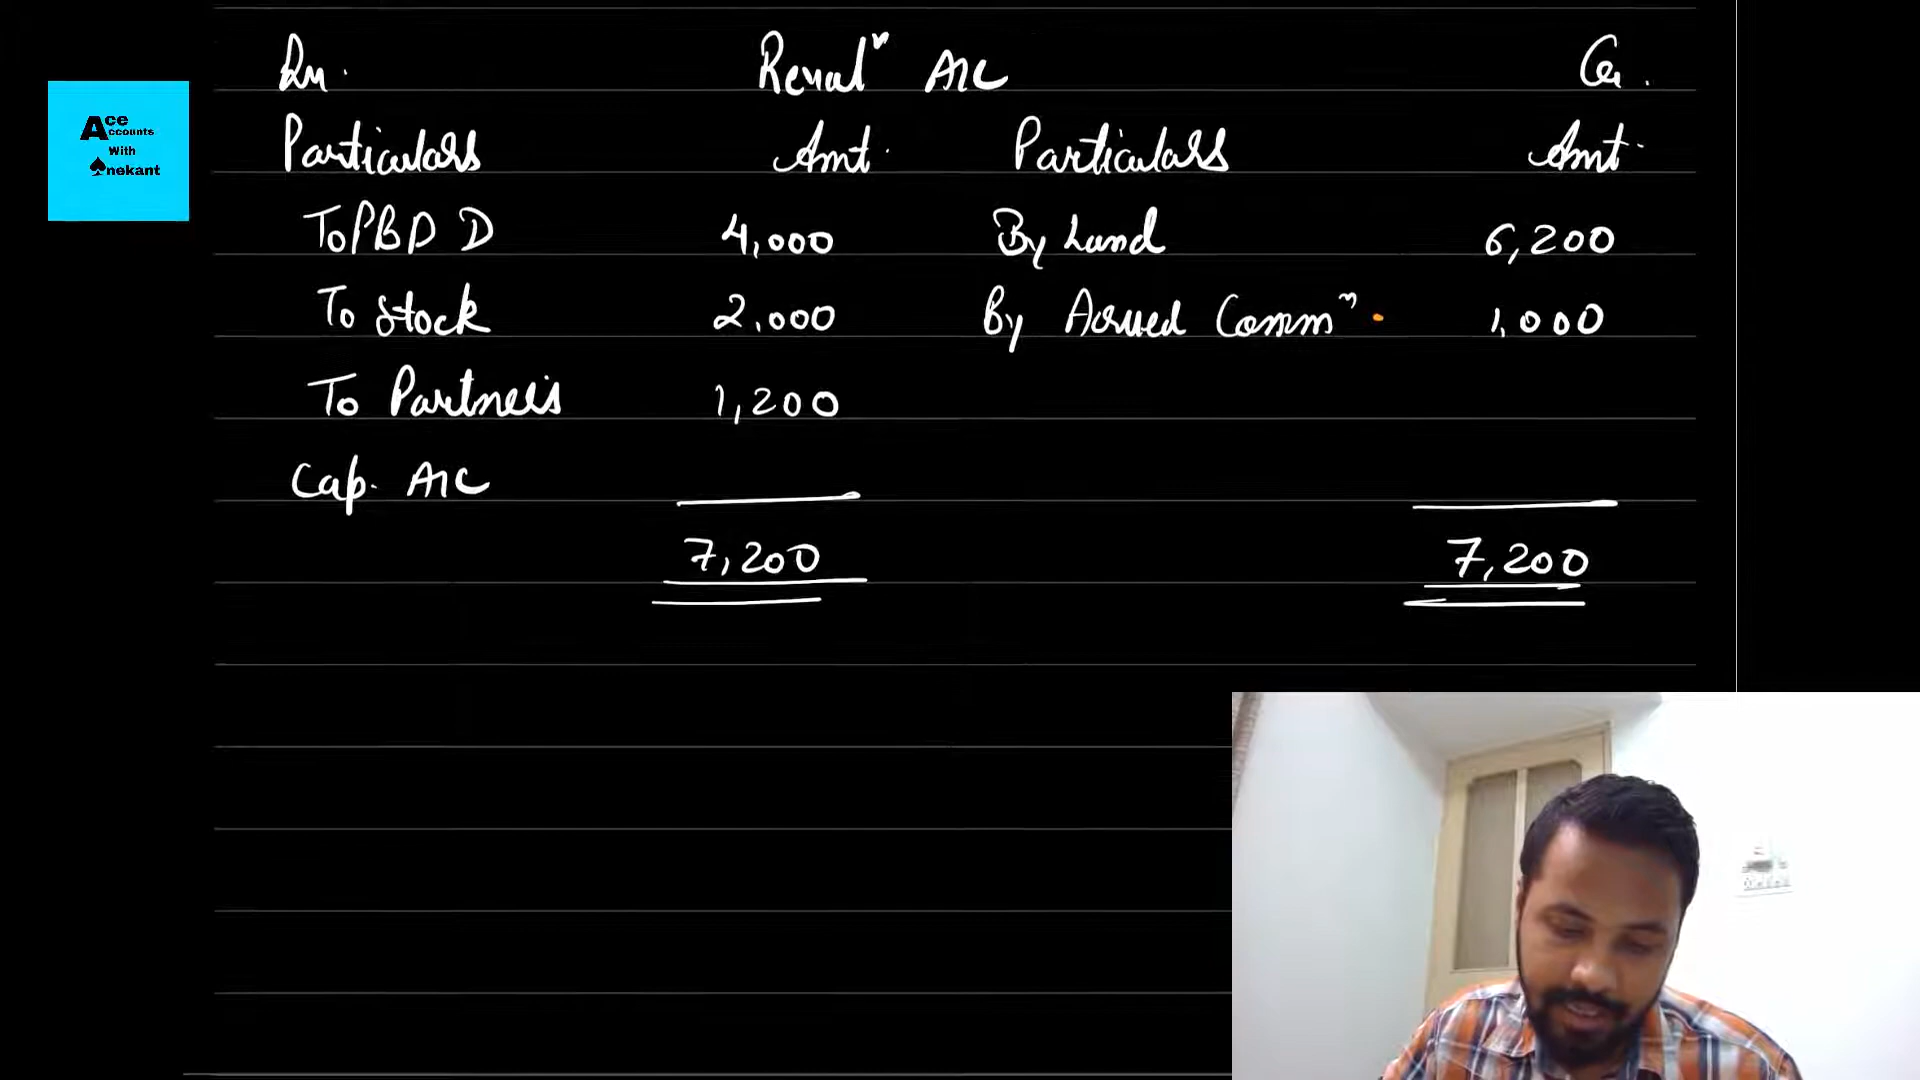 Dr. Reval^n A/C Cr.
Ace
Accounts
With
Anekant
Particulars Amt. Particulars Amt.
To PBDD 4,000 By Land 6,200
To Stock 2,000 By Accrued Comm^n. 1,000
To Partner's 1,200
Cap. A/C
7,200 7,200